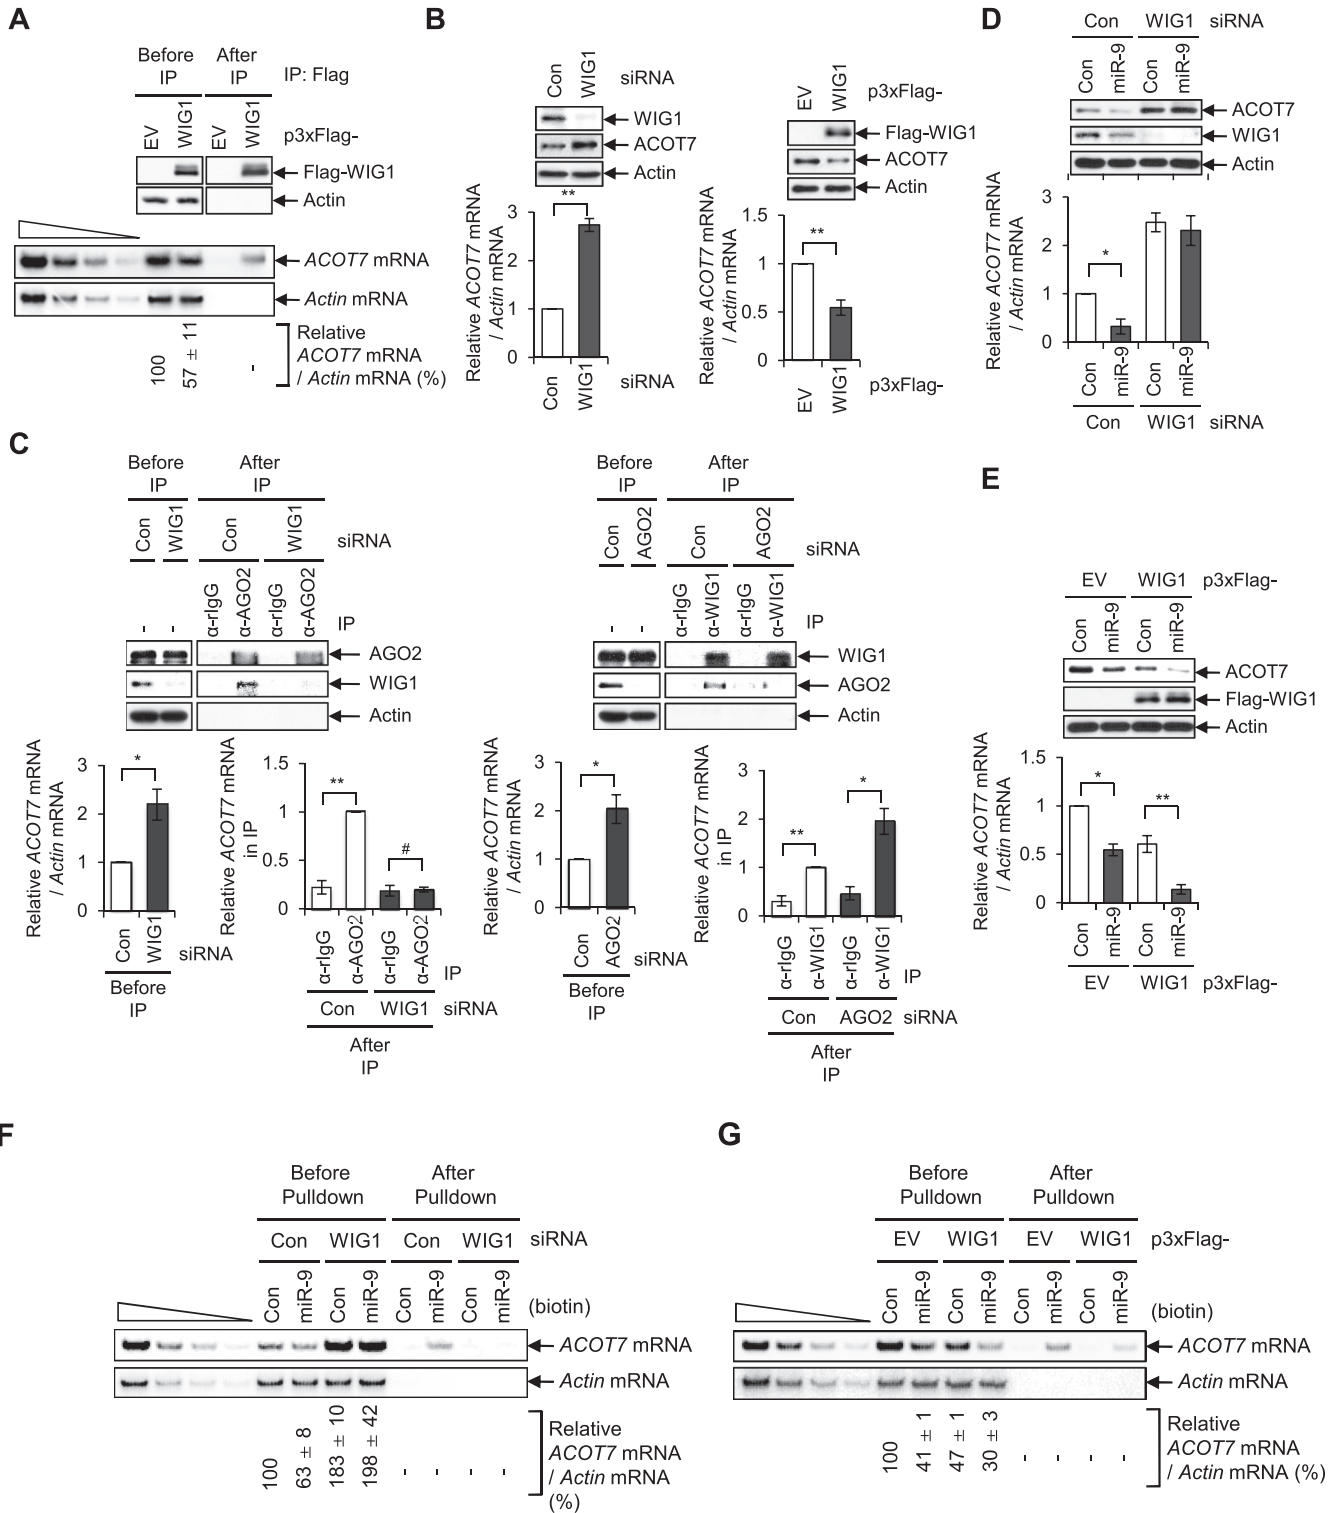 A
Before
IP
After
IP
IP: Flag
EV
WIG1
EV
WIG1
p3xFlag-
Flag-WIG1
Actin
ACOT7 mRNA
Actin mRNA
100
57 ± 11
-
Relative
ACOT7 mRNA
/ Actin mRNA (%)
B
Con
WIG1
siRNA
WIG1
ACOT7
Actin
Relative ACOT7 mRNA
/ Actin mRNA
3
2
1
0
**
Con
WIG1
siRNA
EV
WIG1
p3xFlag-
Flag-WIG1
ACOT7
Actin
Relative ACOT7 mRNA
/ Actin mRNA
1.5
1
0.5
0
**
EV
WIG1
p3xFlag-
D
Con
WIG1
siRNA
Con
miR-9
Con
miR-9
ACOT7
WIG1
Actin
Relative ACOT7 mRNA
/ Actin mRNA
3
2
1
0
*
Con
miR-9
Con
miR-9
Con
WIG1
siRNA
C
Before
IP
After
IP
Con
WIG1
Con
WIG1
siRNA
-
-
α-rIgG
α-AGO2
α-rIgG
α-AGO2
IP
AGO2
WIG1
Actin
Relative ACOT7 mRNA
/ Actin mRNA
3
2
1
0
*
Con
WIG1
siRNA
Before
IP
Relative ACOT7 mRNA
in IP
1.5
1
0.5
0
**
#
α-rIgG
α-AGO2
α-rIgG
α-AGO2
IP
Con
WIG1
siRNA
After
IP
Before
IP
After
IP
Con
AGO2
Con
AGO2
siRNA
-
-
α-rIgG
α-WIG1
α-rIgG
α-WIG1
IP
WIG1
AGO2
Actin
Relative ACOT7 mRNA
/ Actin mRNA
3
2
1
0
*
Con
AGO2
siRNA
Before
IP
Relative ACOT7 mRNA
in IP
3
2
1
0
**
*
α-rIgG
α-WIG1
α-rIgG
α-WIG1
IP
Con
AGO2
siRNA
After
IP
E
EV
WIG1
p3xFlag-
Con
miR-9
Con
miR-9
ACOT7
Flag-WIG1
Actin
Relative ACOT7 mRNA
/ Actin mRNA
1.5
1
0.5
0
*
**
Con
miR-9
Con
miR-9
EV
WIG1
p3xFlag-
F
Before
Pulldown
After
Pulldown
Con
WIG1
Con
WIG1
siRNA
Con
miR-9
Con
miR-9
Con
miR-9
Con
miR-9
(biotin)
ACOT7 mRNA
Actin mRNA
100
63 ± 8
183 ± 10
198 ± 42
-
-
-
-
Relative
ACOT7 mRNA
/ Actin mRNA
(%)
G
Before
Pulldown
After
Pulldown
EV
WIG1
EV
WIG1
p3xFlag-
Con
miR-9
Con
miR-9
Con
miR-9
Con
miR-9
(biotin)
ACOT7 mRNA
Actin mRNA
100
41 ± 1
47 ± 1
30 ± 3
-
-
-
-
Relative
ACOT7 mRNA
/ Actin mRNA (%)